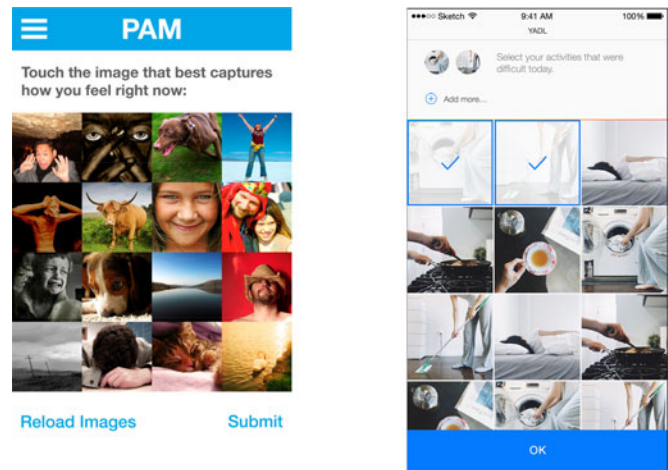 PAM
Touch the image that best captures
how you feel right now:
Reload Images
Submit
Sketch
9:41 AM
100%
YADL
Select your activities that were
difficult today.
Add more...
OK